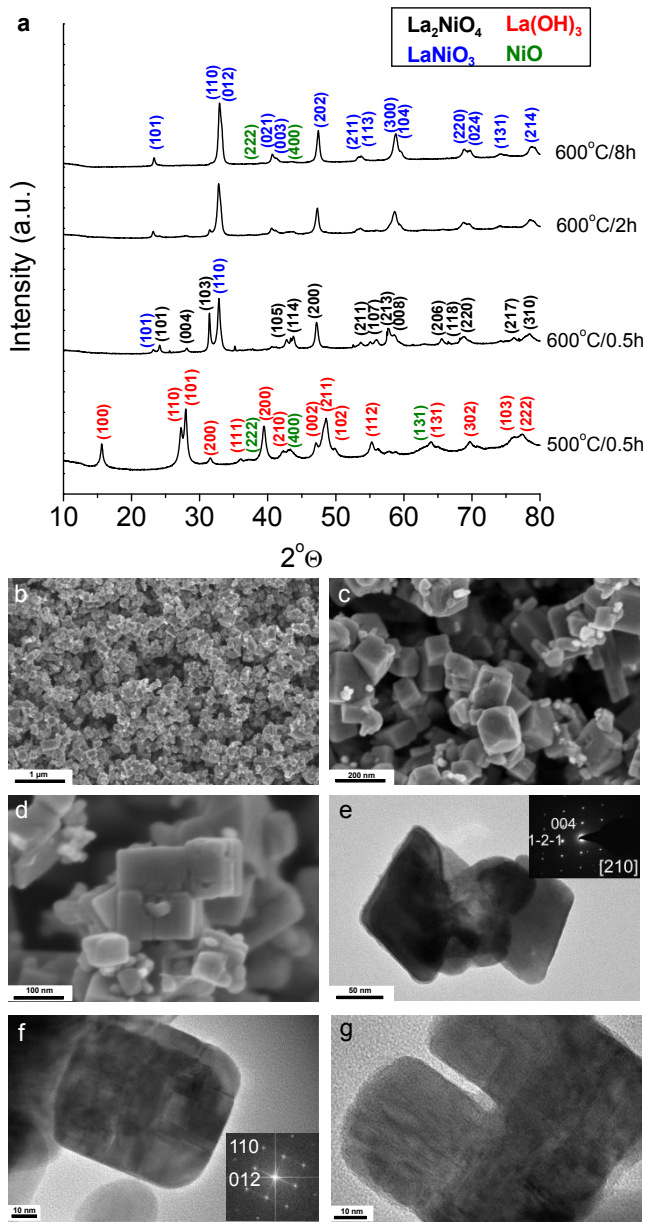 a
La₂NiO₄ La(OH)₃
LaNiO₃ NiO
Intensity (a.u.)
(101) (110) (012) (222) (021) (003) (400) (202) (211) (113) (300) (104) (220) (024) (131) (214)
600°C/8h
600°C/2h
(101) (101) (004) (103) (110) (105) (114) (200) (211) (107) (213) (008) (206) (118) (220) (217) (310)
600°C/0.5h
(100) (110) (101) (200) (111) (222) (200) (210) (400) (002) (211) (102) (112) (131) (131) (302) (103) (222)
500°C/0.5h
10 20 30 40 50 60 70 80
2°Θ
b
1 µm
c
200 nm
d
100 nm
e
004
1-2-1
[210]
50 nm
f
110
012
10 nm
g
10 nm